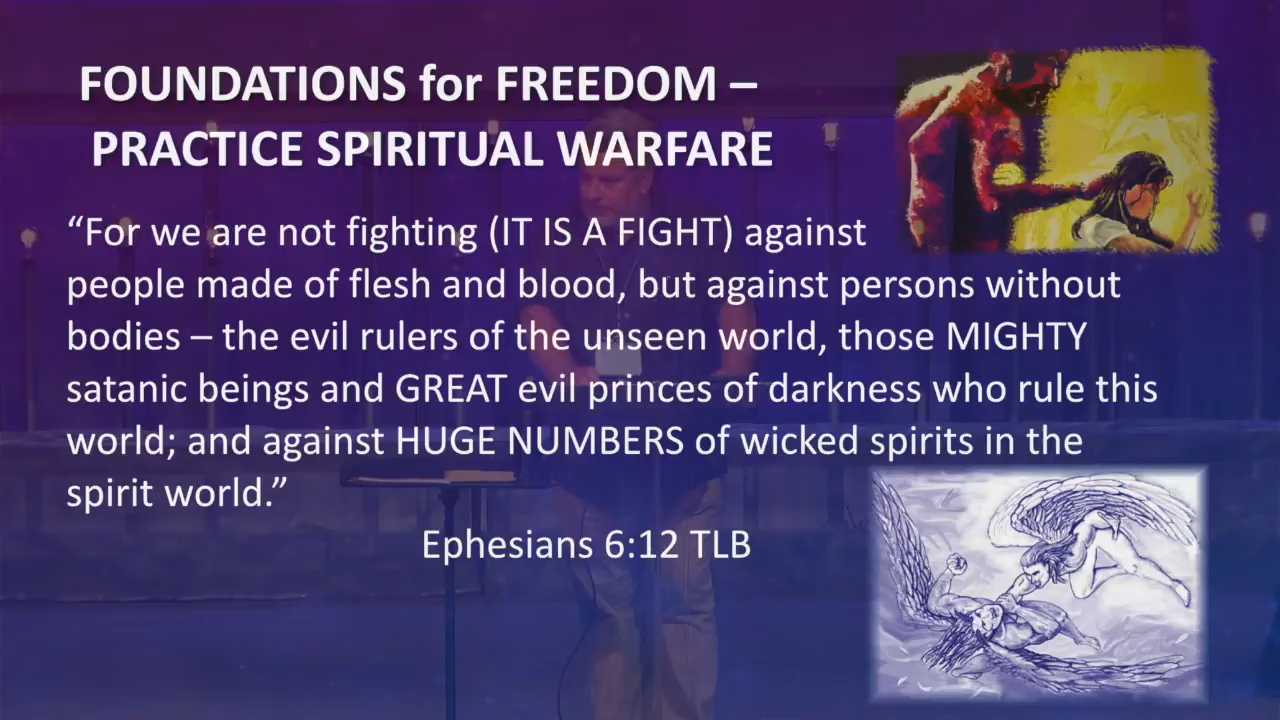 FOUNDATIONS for FREEDOM –
PRACTICE SPIRITUAL WARFARE
“For we are not fighting (IT IS A FIGHT) against
people made of flesh and blood, but against persons without
bodies – the evil rulers of the unseen world, those MIGHTY
satanic beings and GREAT evil princes of darkness who rule this
world; and against HUGE NUMBERS of wicked spirits in the
spirit world.”
Ephesians 6:12 TLB